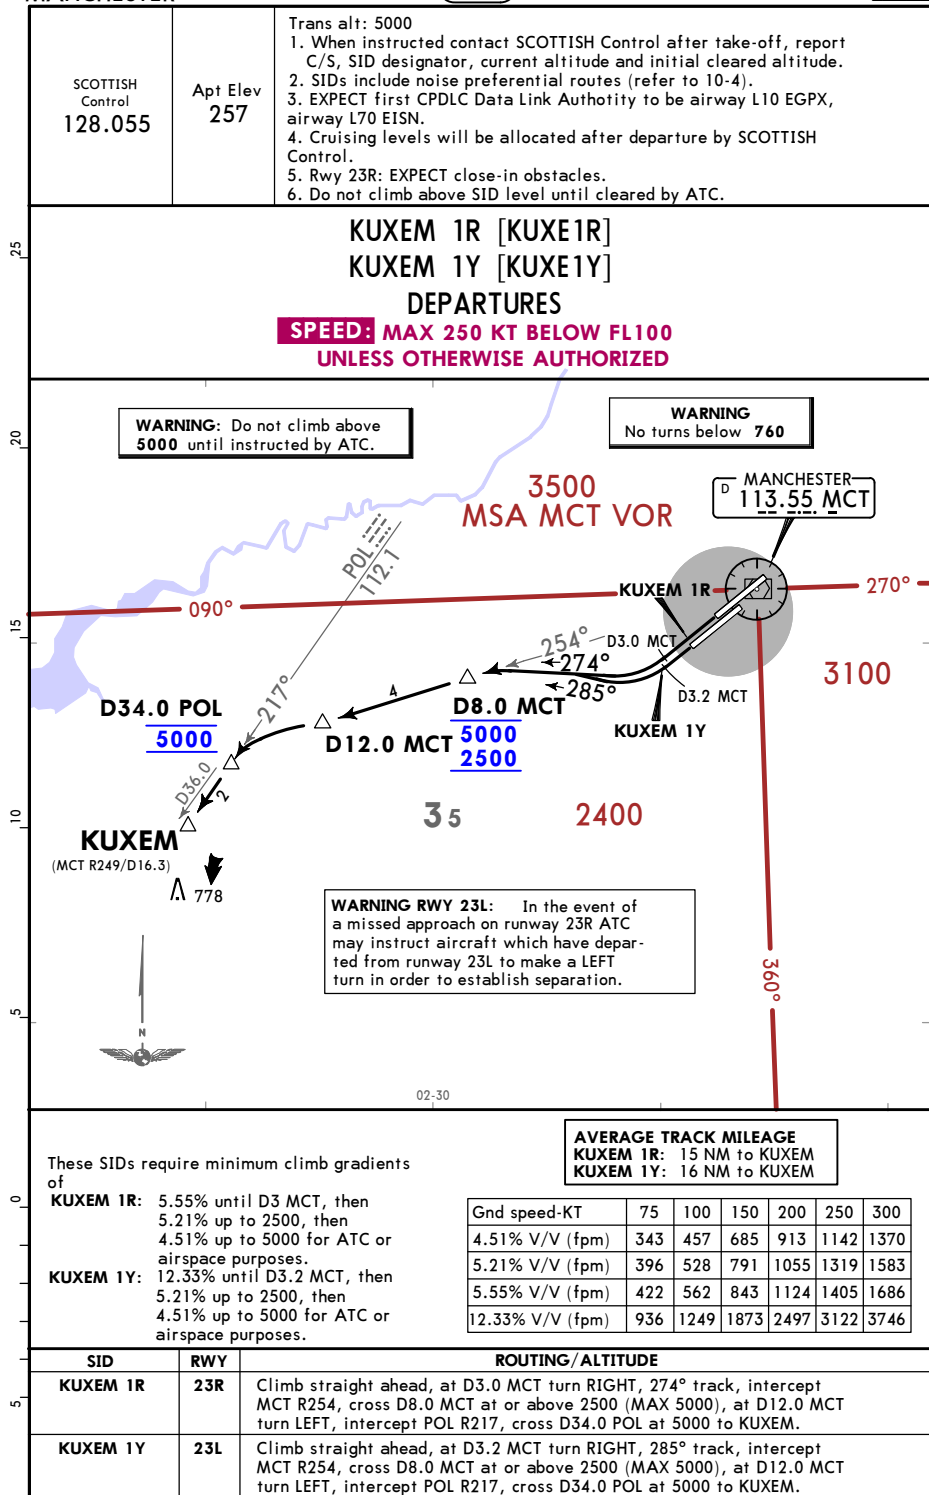 SCOTTISH
Control
128.055
Apt Elev
257
Trans alt: 5000
1. When instructed contact SCOTTISH Control after take-off, report
C/S, SID designator, current altitude and initial cleared altitude.
2. SIDs include noise preferential routes (refer to 10-4).
3. EXPECT first CPDLC Data Link Authotity to be airway L10 EGPX,
airway L70 EISN.
4. Cruising levels will be allocated after departure by SCOTTISH
Control.
5. Rwy 23R: EXPECT close-in obstacles.
6. Do not climb above SID level until cleared by ATC.
KUXEM 1R [KUXE1R]
KUXEM 1Y [KUXE1Y]
DEPARTURES
SPEED: MAX 250 KT BELOW FL100
UNLESS OTHERWISE AUTHORIZED
25
20
15
10
5
0
5
WARNING: Do not climb above
5000 until instructed by ATC.
WARNING
No turns below 760
3500
MSA MCT VOR
D MANCHESTER
113.55 MCT
POL
112.1
KUXEM 1R
090°
270°
254°
D3.0 MCT
274°
285°
D3.2 MCT
3100
217°
4
D34.0 POL
5000
D8.0 MCT
5000
2500
D12.0 MCT
KUXEM 1Y
D36.0
2
35
2400
KUXEM
(MCT R249/D16.3)
778
WARNING RWY 23L: In the event of
a missed approach on runway 23R ATC
may instruct aircraft which have depar-
ted from runway 23L to make a LEFT
turn in order to establish separation.
360°
N
02-30
These SIDs require minimum climb gradients
of
KUXEM 1R: 5.55% until D3 MCT, then
5.21% up to 2500, then
4.51% up to 5000 for ATC or
airspace purposes.
KUXEM 1Y: 12.33% until D3.2 MCT, then
5.21% up to 2500, then
4.51% up to 5000 for ATC or
airspace purposes.
AVERAGE TRACK MILEAGE
KUXEM 1R: 15 NM to KUXEM
KUXEM 1Y: 16 NM to KUXEM
Gnd speed-KT 75 100 150 200 250 300
4.51% V/V (fpm) 343 457 685 913 1142 1370
5.21% V/V (fpm) 396 528 791 1055 1319 1583
5.55% V/V (fpm) 422 562 843 1124 1405 1686
12.33% V/V (fpm) 936 1249 1873 2497 3122 3746
SID RWY ROUTING/ALTITUDE
KUXEM 1R 23R Climb straight ahead, at D3.0 MCT turn RIGHT, 274° track, intercept
MCT R254, cross D8.0 MCT at or above 2500 (MAX 5000), at D12.0 MCT
turn LEFT, intercept POL R217, cross D34.0 POL at 5000 to KUXEM.
KUXEM 1Y 23L Climb straight ahead, at D3.2 MCT turn RIGHT, 285° track, intercept
MCT R254, cross D8.0 MCT at or above 2500 (MAX 5000), at D12.0 MCT
turn LEFT, intercept POL R217, cross D34.0 POL at 5000 to KUXEM.